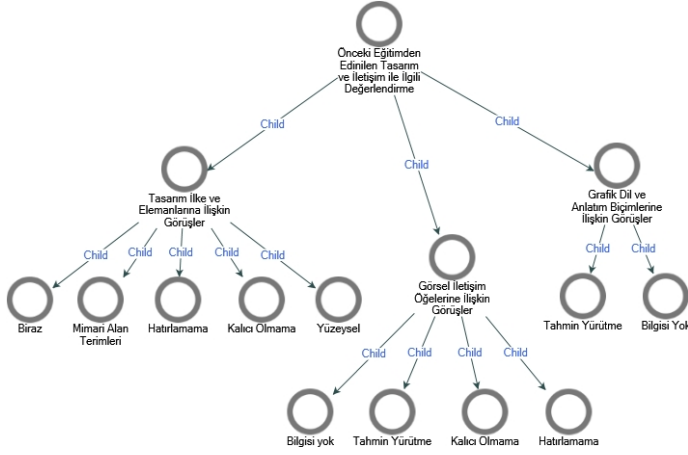 Önceki Eğitimden
Edinilen Tasarım
ve İletişim ile İlgili
Değerlendirme
Child
Child
Child
Tasarım İlke ve
Elemanlarına İlişkin
Görüşler
Grafik Dil ve
Anlatım Biçimlerine
İlişkin Görüşler
Child
Child
Child
Child
Child
Child
Child
Görsel İletişim
Öğelerine İlişkin
Görüşler
Biraz
Mimari Alan
Terimleri
Hatırlamama
Kalıcı Olmama
Yüzeysel
Tahmin Yürütme
Bilgisi Yok
Child
Child
Child
Child
Bilgisi yok
Tahmin Yürütme
Kalıcı Olmama
Hatırlamama